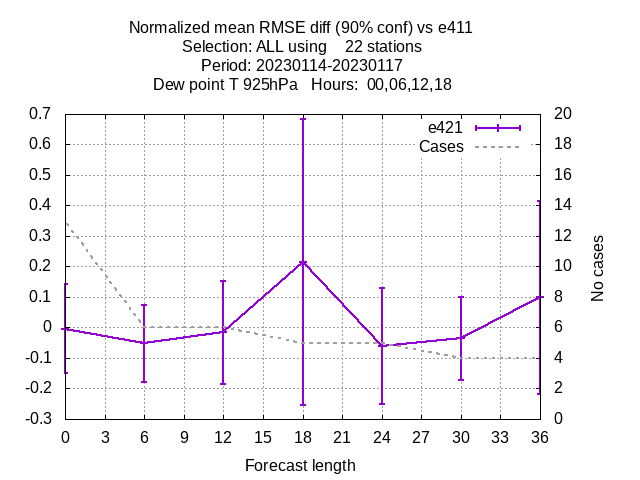 Normalized mean RMSE diff (90% conf) vs e411
Selection: ALL using    22 stations
Period: 20230114-20230117
Dew point T 925hPa   Hours:  00,06,12,18
e421
Cases
0.7
0.6
0.5
0.4
0.3
0.2
0.1
0
-0.1
-0.2
-0.3
20
18
16
14
12
10
8
6
4
2
0
No cases
0 3 6 9 12 15 18 21 24 27 30 33 36
Forecast length